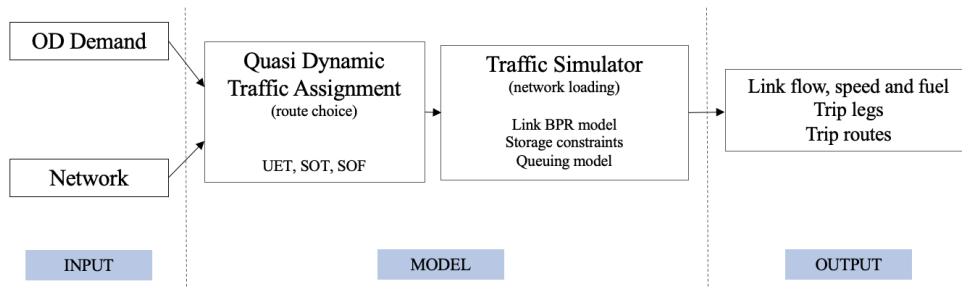 OD Demand
Network
Quasi Dynamic
Traffic Assignment
(route choice)
UET, SOT, SOF
Traffic Simulator
(network loading)
Link BPR model
Storage constraints
Queuing model
Link flow, speed and fuel
Trip legs
Trip routes
INPUT
MODEL
OUTPUT